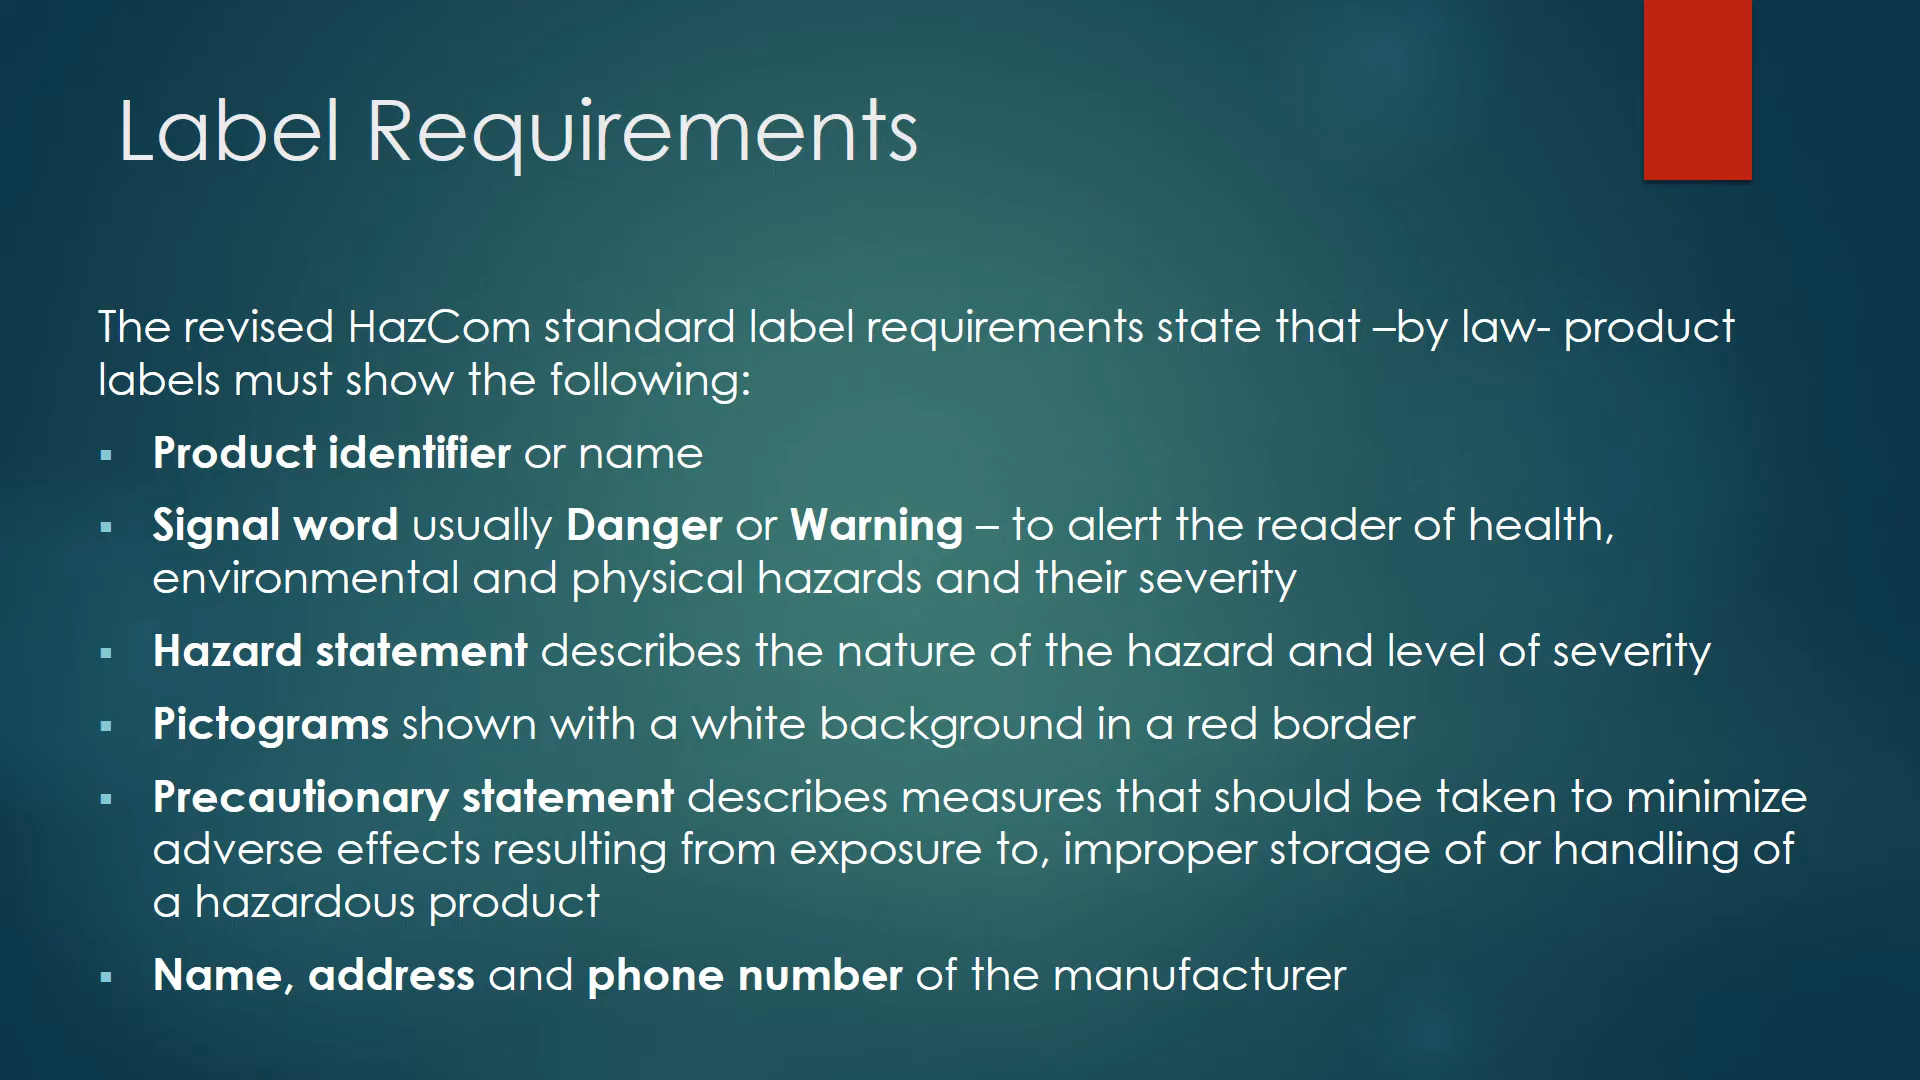 Label Requirements
The revised HazCom standard label requirements state that –by law- product
labels must show the following:
▪ Product identifier or name
▪ Signal word usually Danger or Warning – to alert the reader of health,
environmental and physical hazards and their severity
▪ Hazard statement describes the nature of the hazard and level of severity
▪ Pictograms shown with a white background in a red border
▪ Precautionary statement describes measures that should be taken to minimize
adverse effects resulting from exposure to, improper storage of or handling of
a hazardous product
▪ Name, address and phone number of the manufacturer